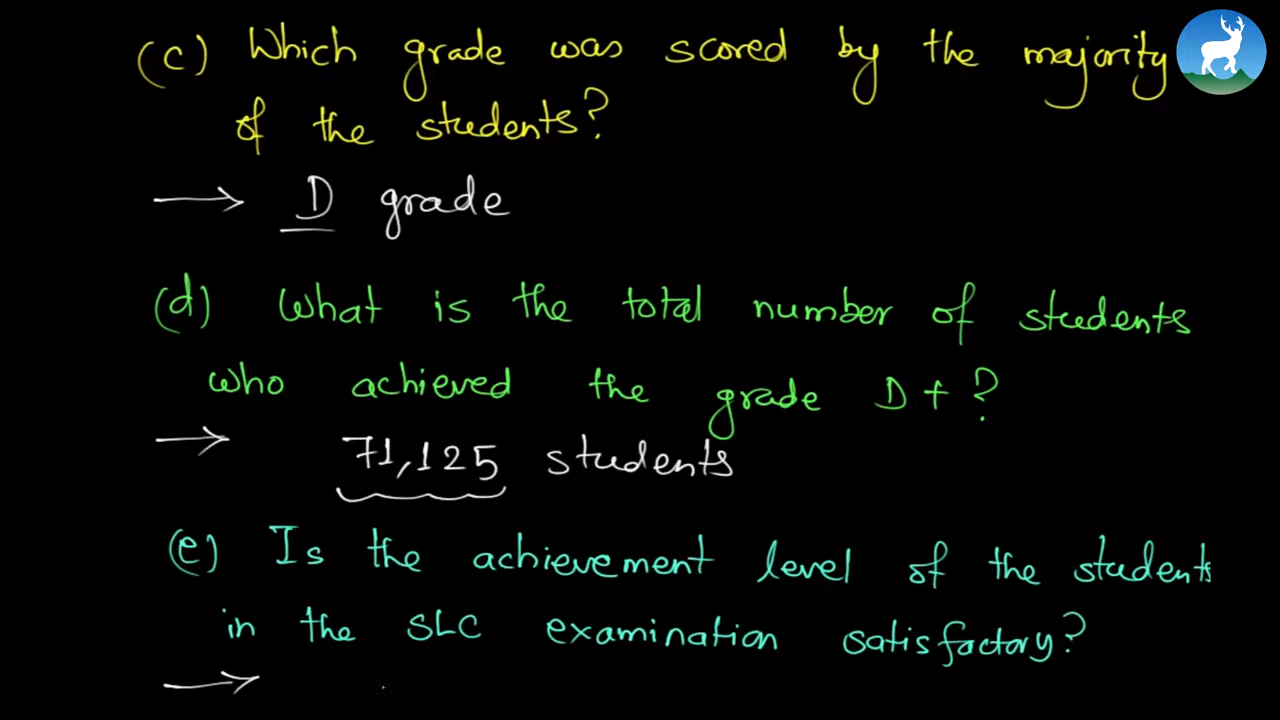 (c) Which grade was scored by the majority
of the students?
→ D grade
(d) What is the total number of students
who achieved the grade D+?
→ 71,125 students
(e) Is the achievement level of the students
in the SLC examination satisfactory?
→